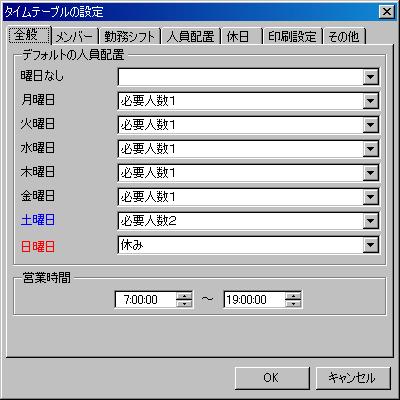 タイムテーブルの設定
全般 メンバー 勤務シフト 人員配置 休日 印刷設定 その他
デフォルトの人員配置
曜日なし
月曜日 必要人数1
火曜日 必要人数1
水曜日 必要人数1
木曜日 必要人数1
金曜日 必要人数1
土曜日 必要人数2
日曜日 休み
営業時間
7:00:00 ～ 19:00:00
OK キャンセル